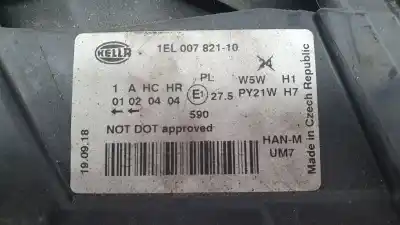 HELLA
1EL 007 821-10
1 A HC HR PL W5W H1
01 02 04 04 E1 27.5 PY21W H7
590
NOT DOT approved
HAN-M
UM7
19.09.18
Made in Czech Republic